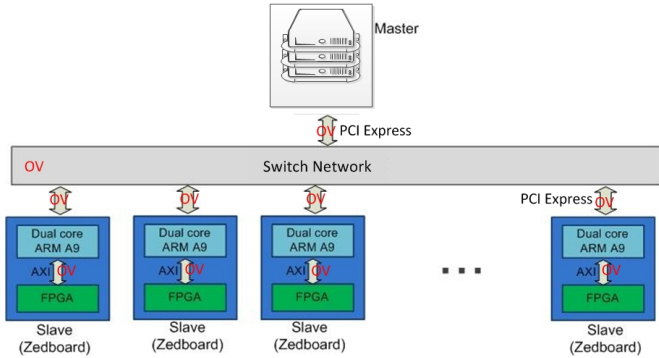 Master
OV PCI Express
OV Switch Network
OV OV OV PCI Express OV
Dual core Dual core Dual core Dual core
ARM A9 ARM A9 ARM A9 ARM A9
AXI OV AXI OV AXI OV AXI OV
FPGA FPGA FPGA FPGA
Slave Slave Slave Slave
(Zedboard) (Zedboard) (Zedboard) (Zedboard)